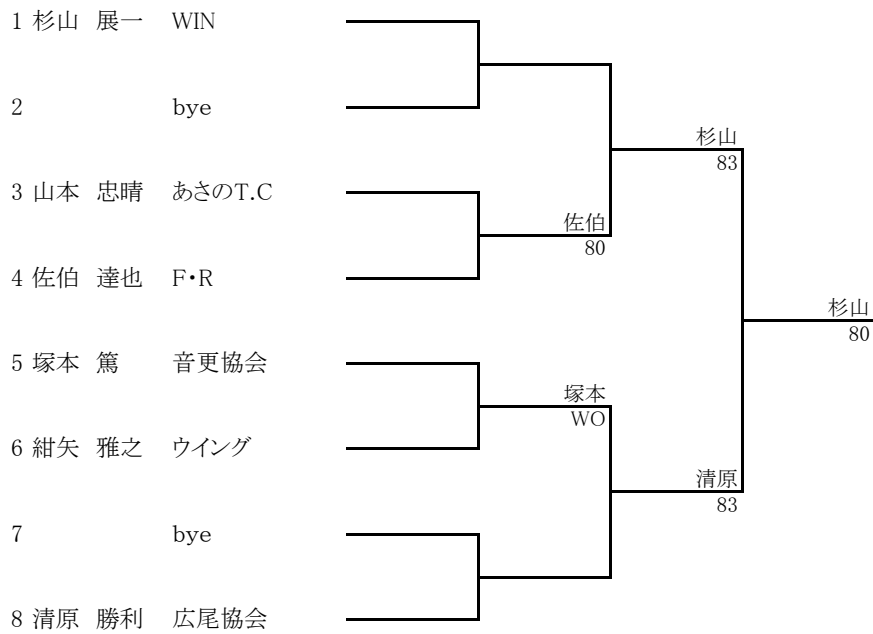 1 杉山 展一 WIN
2 bye
杉山
83
3 山本 忠晴 あさのT.C
佐伯
80
4 佐伯 達也 F・R
杉山
80
5 塚本 篤 音更協会
塚本
WO
6 紺矢 雅之 ウイング
清原
83
7 bye
8 清原 勝利 広尾協会